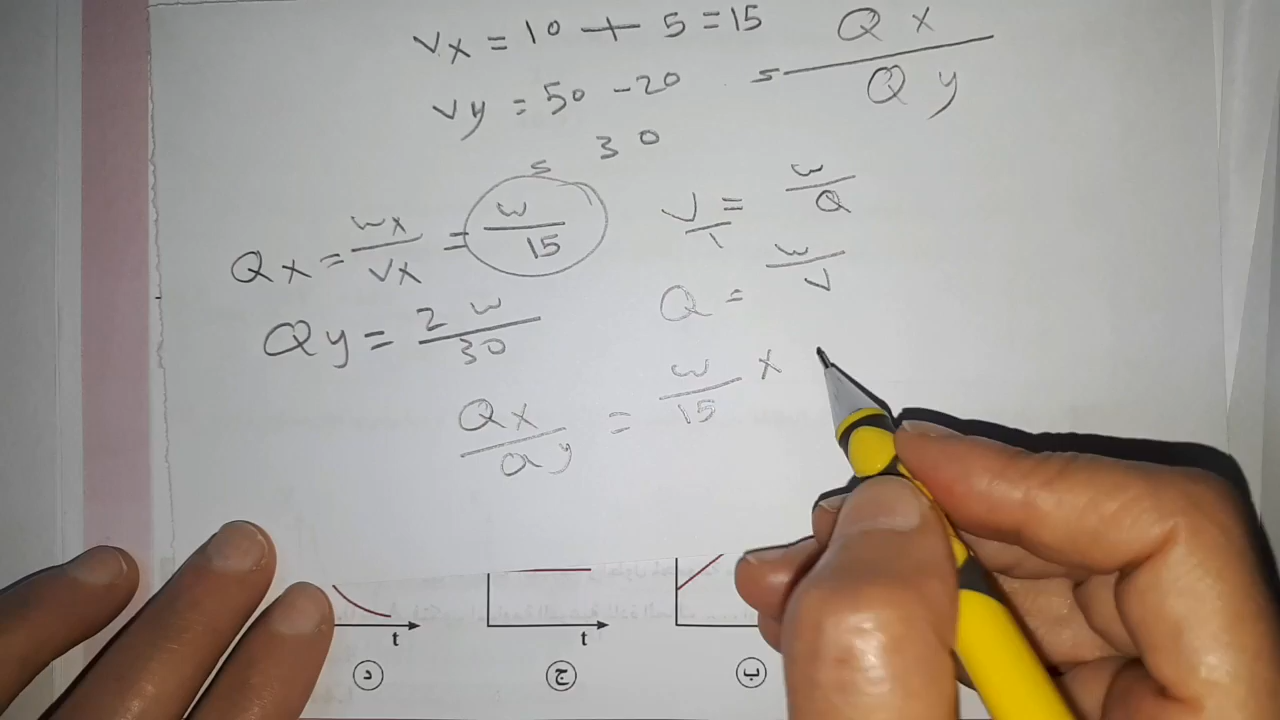 Vx = 10 + 5 = 15
Vy = 50 - 20
= 30
Qx / Qy
Qx = Wx / Vx = W / 15
V / 1 = W / Q
Q = W / V
Qy = 2W / 30
Qx / Qy = W / 15 x
t
t
د
ج
ب